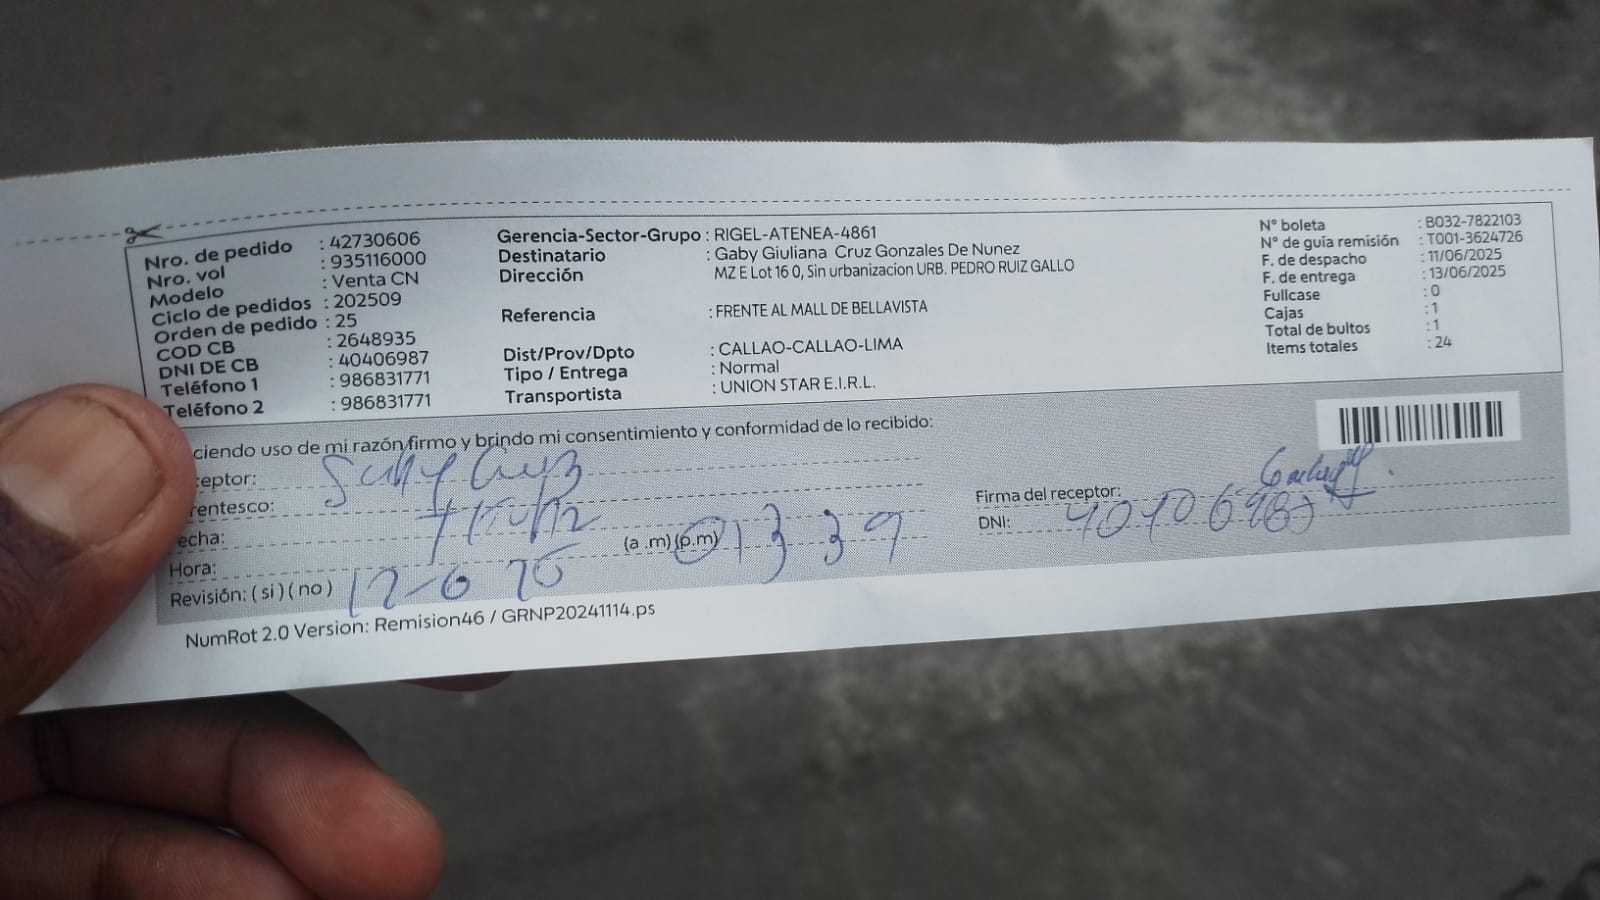 Nro. de pedido : 42730606
Nro. vol : 935116000
Modelo : Venta CN
Ciclo de pedidos : 202509
Orden de pedido : 25
COD CB : 2648935
DNI DE CB : 40406987
Teléfono 1 : 986831771
Teléfono 2 : 986831771
Gerencia-Sector-Grupo : RIGEL-ATENEA-4861
Destinatario : Gaby Giuliana Cruz Gonzales De Nunez
Dirección MZ E Lot 16 0, Sin urbanizacion URB. PEDRO RUIZ GALLO
Referencia : FRENTE AL MALL DE BELLAVISTA
Dist/Prov/Dpto : CALLAO-CALLAO-LIMA
Tipo / Entrega : Normal
Transportista : UNION STAR E.I.R.L.
N° boleta : B032-7822103
N° de guía remisión : T001-3624726
F. de despacho : 11/06/2025
F. de entrega : 13/06/2025
Fullcase : 0
Cajas : 1
Total de bultos : 1
Items totales : 24
ciendo uso de mi razón firmo y brindo mi consentimiento y conformidad de lo recibido:
ceptor: Cruz
rentesco:
echa:
Hora: (a .m) (p.m) 13 39
Revisión: ( si ) ( no )
Firma del receptor:
DNI:
NumRot 2.0 Version: Remision46 / GRNP20241114.ps